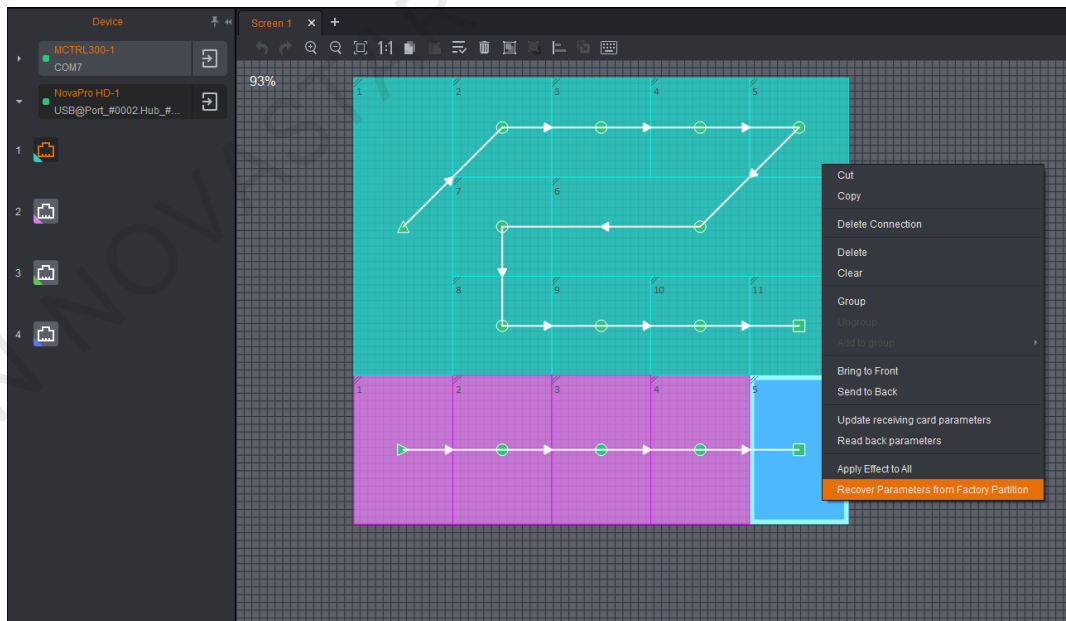 Device
MCTRL300-1
COM7
NovaPro HD-1
USB@Port_#0002.Hub_#...
1
2
3
4
Screen 1 × +
1:1
93%
1 2 3 4 5
7 6
8 9 10 11
1 2 3 4 5
Cut
Copy
Delete Connection
Delete
Clear
Group
Ungroup
Add to group
Bring to Front
Send to Back
Update receiving card parameters
Read back parameters
Apply Effect to All
Recover Parameters from Factory Partition